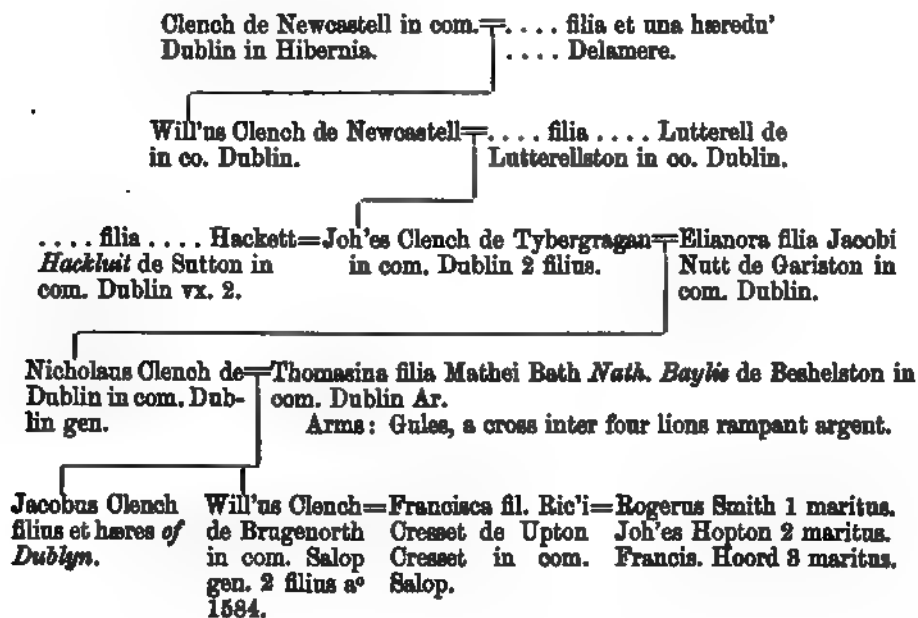 Clench de Newcastell in com.=. . . . filia et una hæredu'
Dublin in Hibernia. . . . . Delamere.
Will'us Clench de Newcastell=. . . . filia . . . . Lutterell de
in co. Dublin. Lutterellston in co. Dublin.
. . . . filia . . . . Hackett=Joh'es Clench de Tybergragan=Elianora filia Jacobi
Hackluit de Sutton in in com. Dublin 2 filius. Nutt de Gariston in
com. Dublin vx. 2. com. Dublin.
Nicholaus Clench de=Thomasina filia Mathei Bath Nath. Baylis de Beshelston in
Dublin in com. Dub- com. Dublin Ar.
lin gen. Arms: Gules, a cross inter four lions rampant argent.
Jacobus Clench Will'us Clench=Francisca fil. Ric'i=Rogerus Smith 1 maritus.
filius et hæres of de Brugenorth Cresset de Upton Joh'es Hopton 2 maritus.
Dublyn. in com. Salop Cresset in com. Francis. Hoord 3 maritus.
gen. 2 filius aº Salop.
1584.